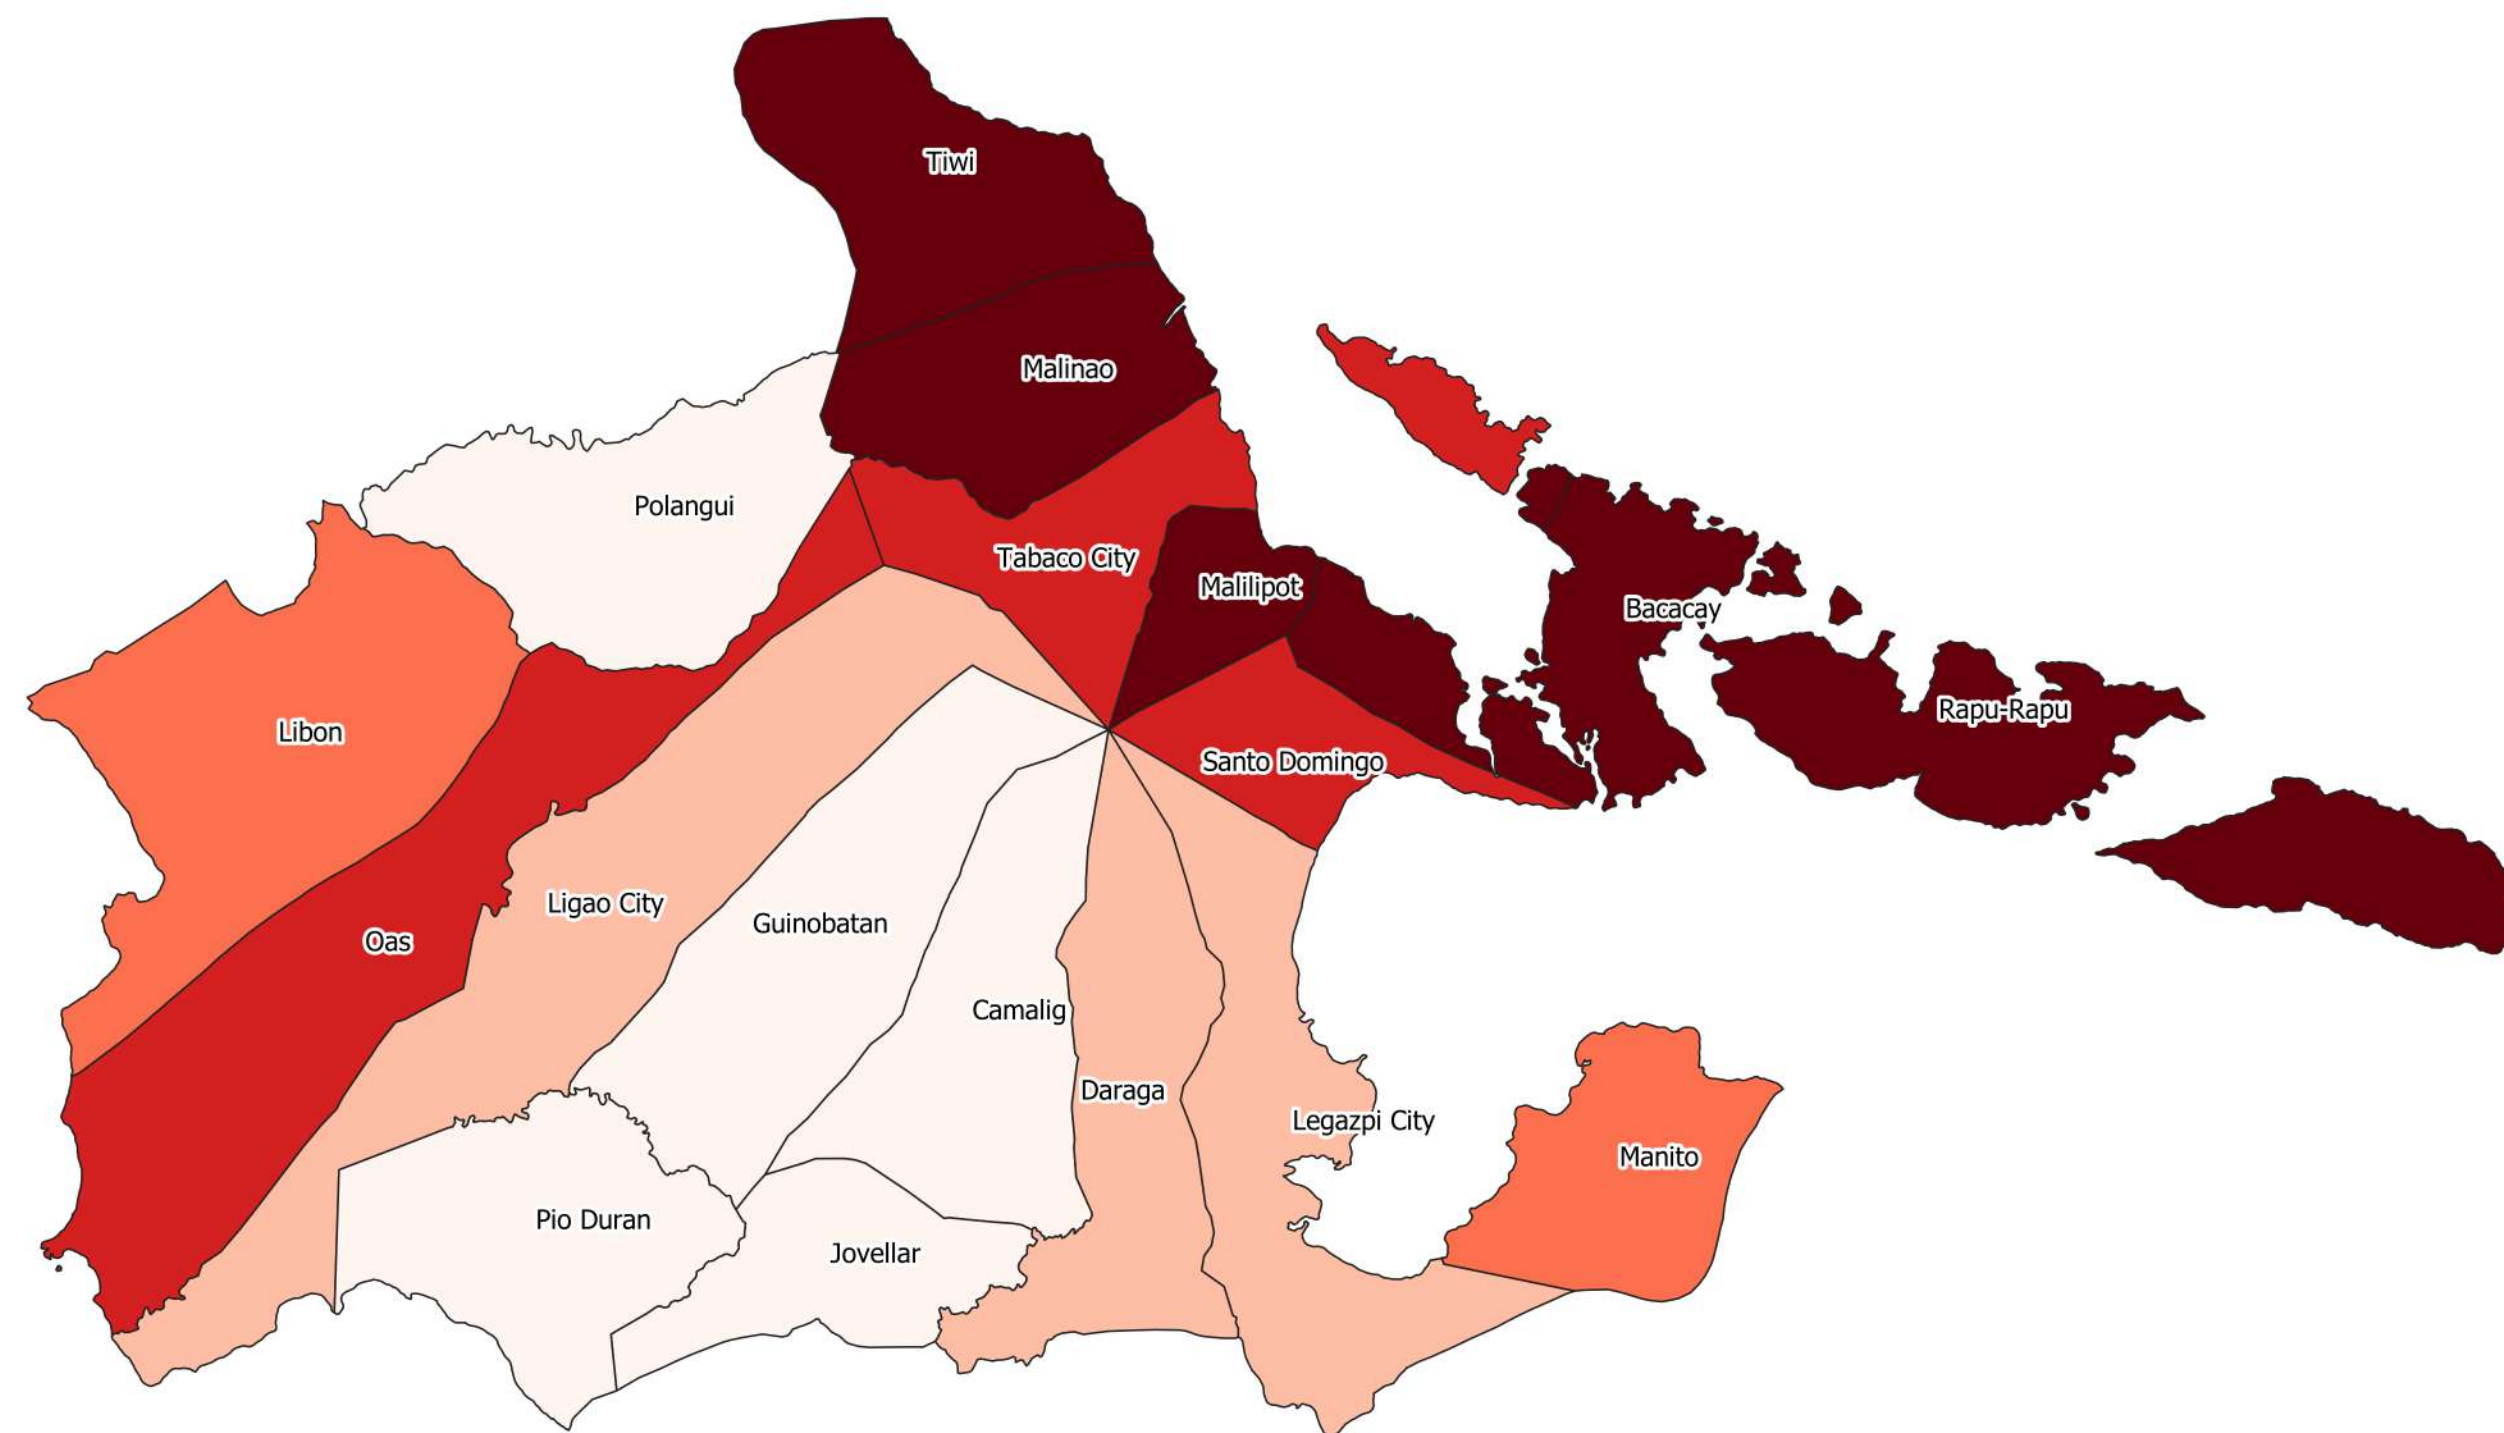 Tiwi
Malinao
Polangui
Tabaco City
Malilipot
Bacacay
Rapu-Rapu
Libon
Santo Domingo
Ligao City
Guinobatan
Oas
Camalig
Daraga
Legazpi City
Manito
Pio Duran
Jovellar